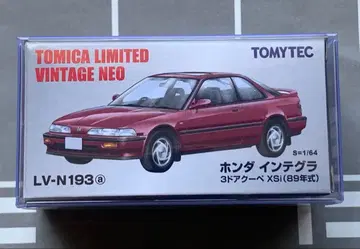 TOMICA LIMITED
VINTAGE NEO
TOMYTEC
S=1/64
ホンダ インテグラ
3ドアクーペ XSi(89年式)
LV-N193ⓐ